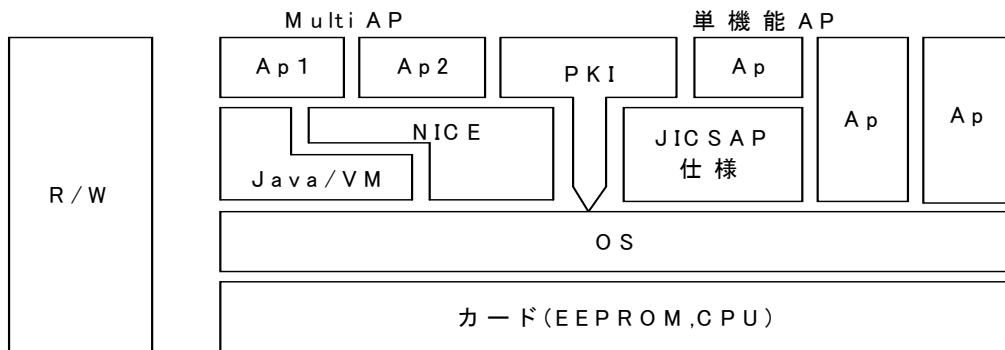 Multi AP
単機能AP
Ap1
Ap2
PKI
Ap
Ap
Ap
NICE
JICSAP
仕様
Java/VM
R/W
OS
カード(EEPROM,CPU)